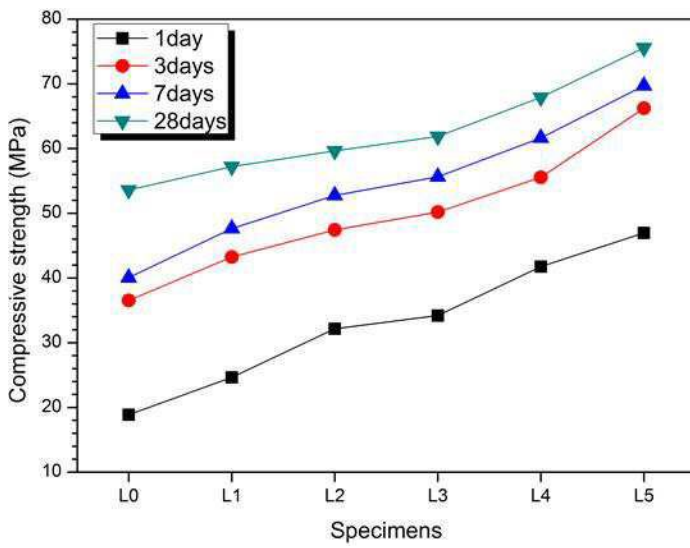 80
70
60
50
40
30
20
10
Compressive strength (MPa)
1day
3days
7days
28days
L0 L1 L2 L3 L4 L5
Specimens